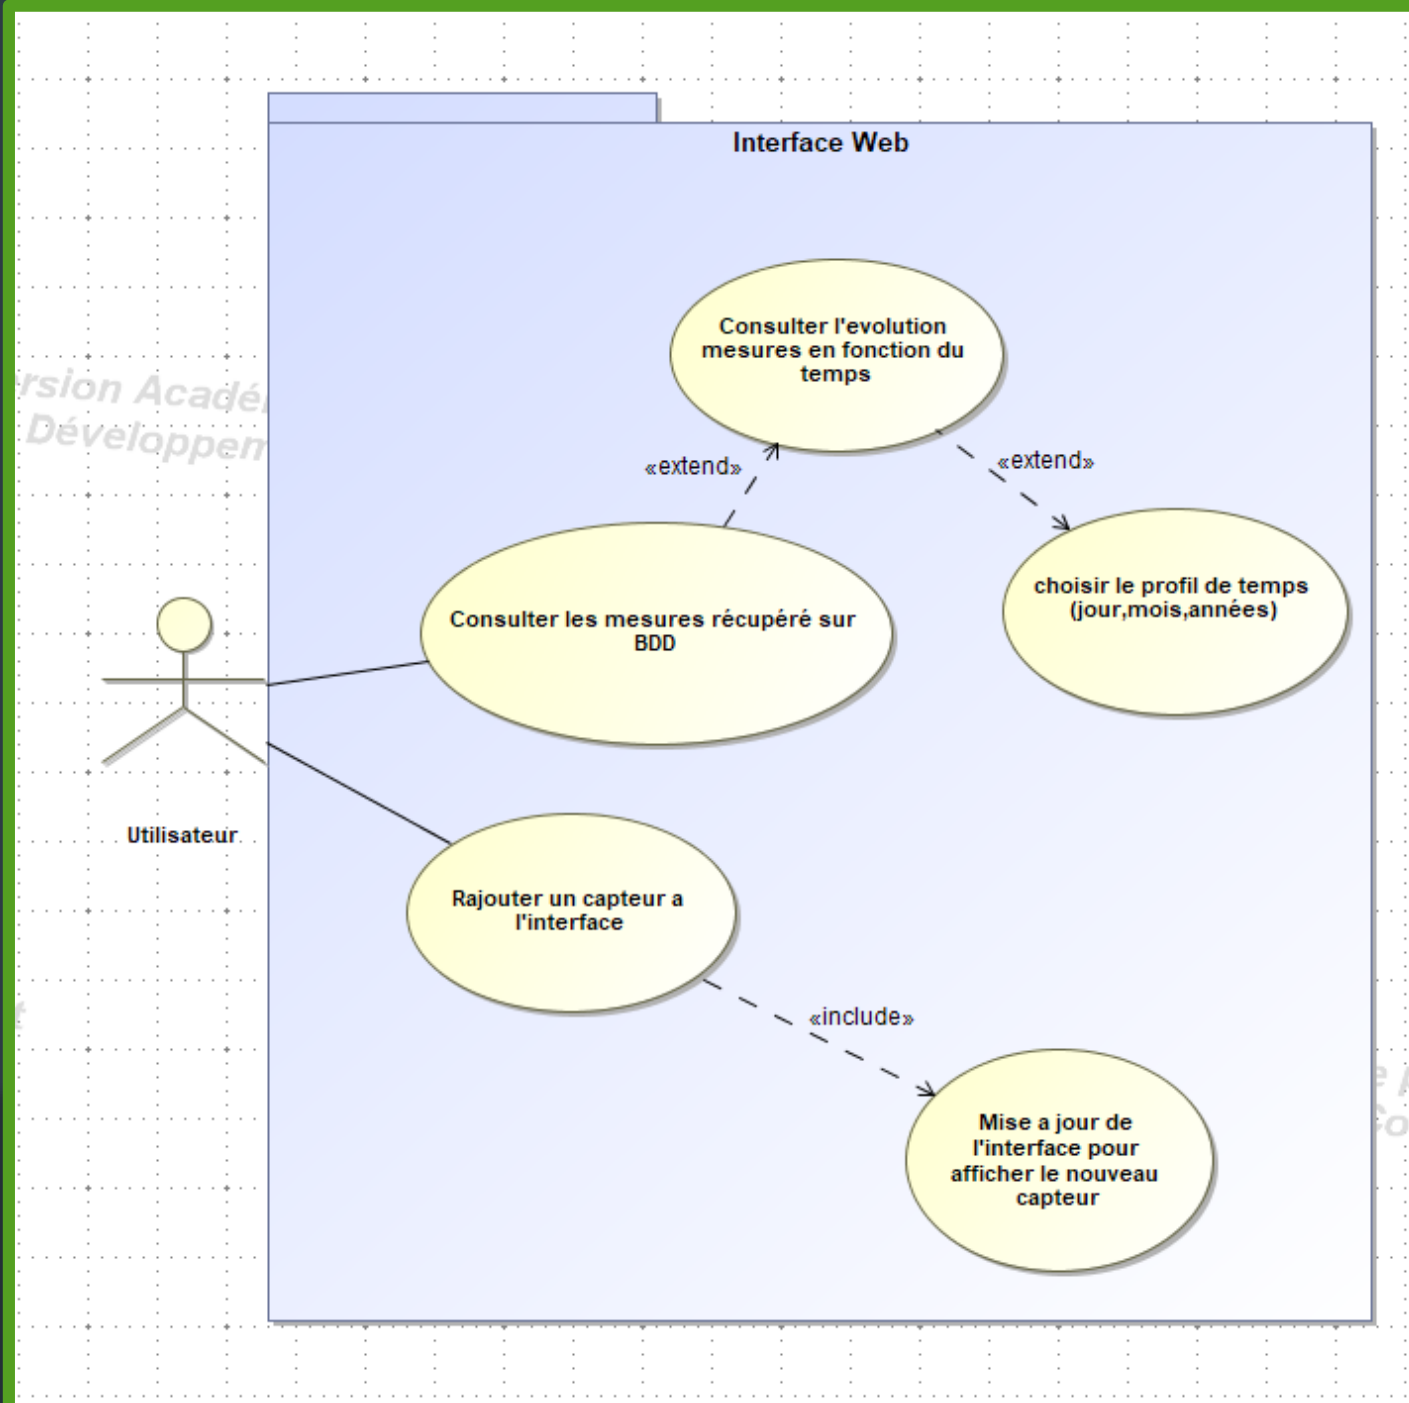 Interface Web
Consulter l'evolution
mesures en fonction du
temps
«extend»
«extend»
choisir le profil de temps
(jour,mois,années)
Consulter les mesures récupéré sur
BDD
Utilisateur
Rajouter un capteur a
l'interface
«include»
Mise a jour de
l'interface pour
afficher le nouveau
capteur